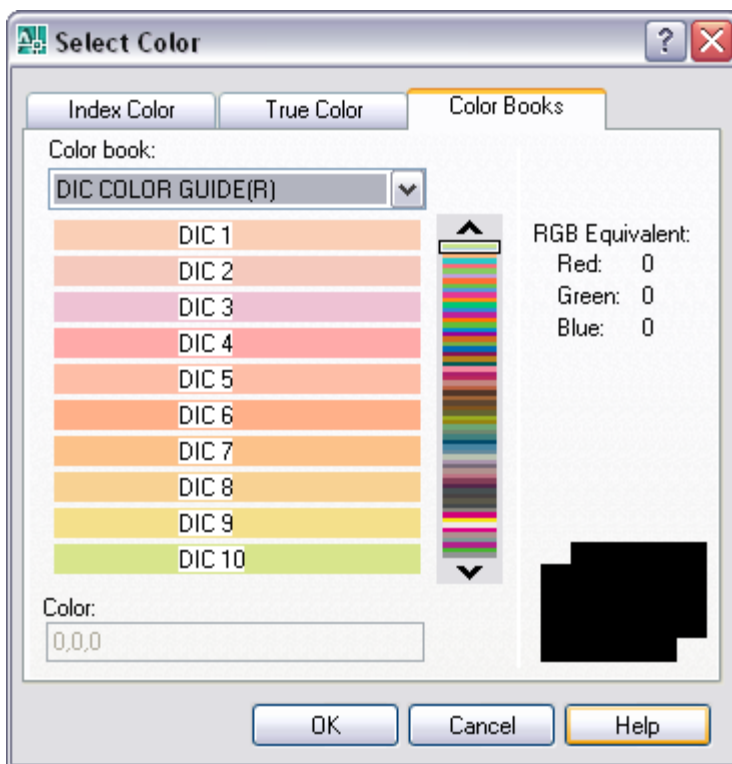 Select Color
?
Index Color True Color Color Books
Color book:
DIC COLOR GUIDE(R)
DIC 1
DIC 2
DIC 3
DIC 4
DIC 5
DIC 6
DIC 7
DIC 8
DIC 9
DIC 10
RGB Equivalent:
Red: 0
Green: 0
Blue: 0
Color:
0,0,0
OK Cancel Help